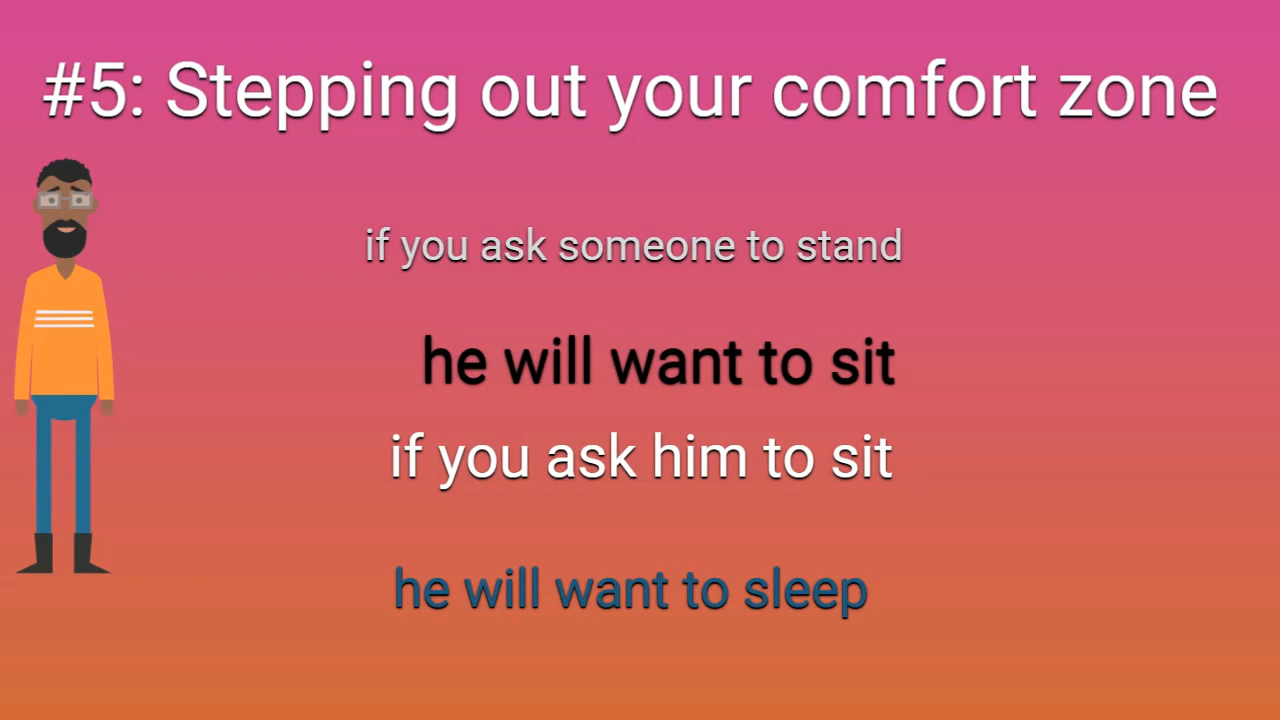 #5: Stepping out your comfort zone
if you ask someone to stand
he will want to sit
if you ask him to sit
he will want to sleep